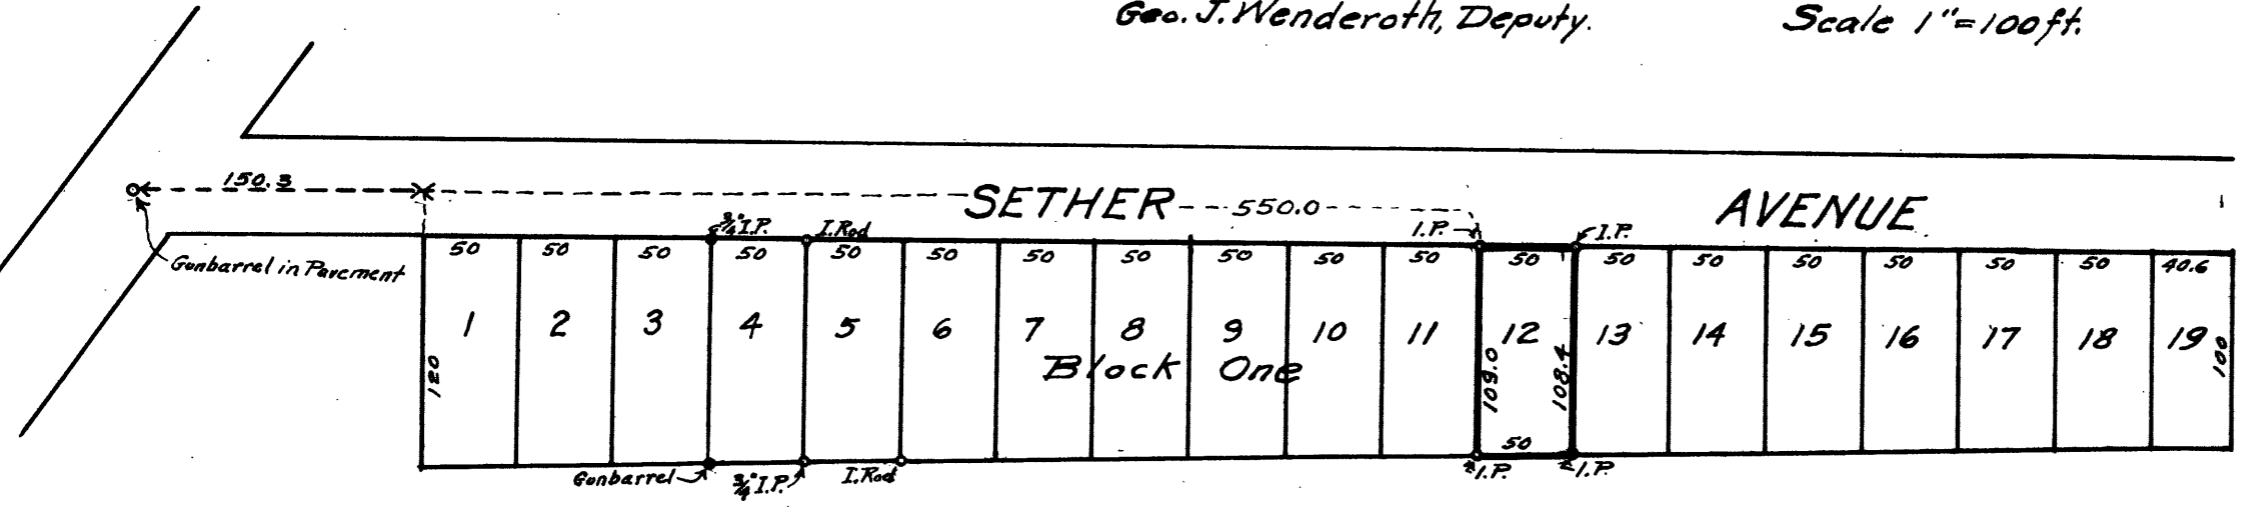 Geo. J. Wenderoth, Deputy. Scale 1"=100ft.
150.3
SETHER 550.0 AVENUE
3/4" I.P. I.Rod I.P. I.P.
Gunbarrel in Pavement
50 50 50 50 50 50 50 50 50 50 50 50 50 50 50 50 50 50 40.6
1 2 3 4 5 6 7 8 9 10 11 12 13 14 15 16 17 18 19
120 109.0 108.4 100
Block One
50
Gunbarrel 3/4" I.P. I.Rod I.P. I.P.